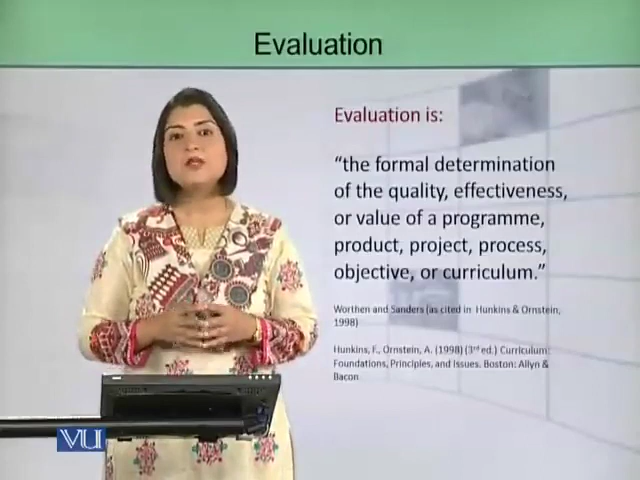 Evaluation
Evaluation is:
“the formal determination
of the quality, effectiveness,
or value of a programme,
product, project, process,
objective, or curriculum.”
Worthen and Sanders (as cited in Hunkins & Ornstein,
1998)
Hunkins, F., Ornstein, A. (1998) (3rd ed.) Curriculum:
Foundations, Principles, and Issues. Boston: Allyn &
Bacon
VU